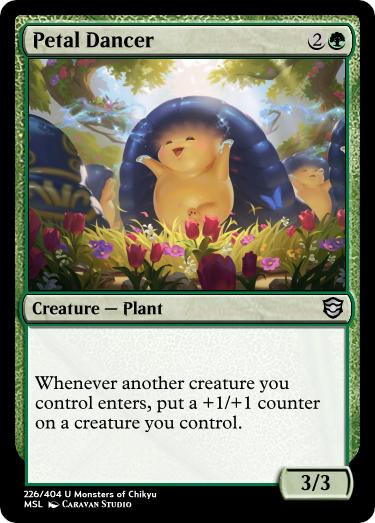 Petal Dancer 2
Creature — Plant
Whenever another creature you
control enters, put a +1/+1 counter
on a creature you control.
3/3
226/404 U Monsters of Chikyu
MSL Caravan Studio